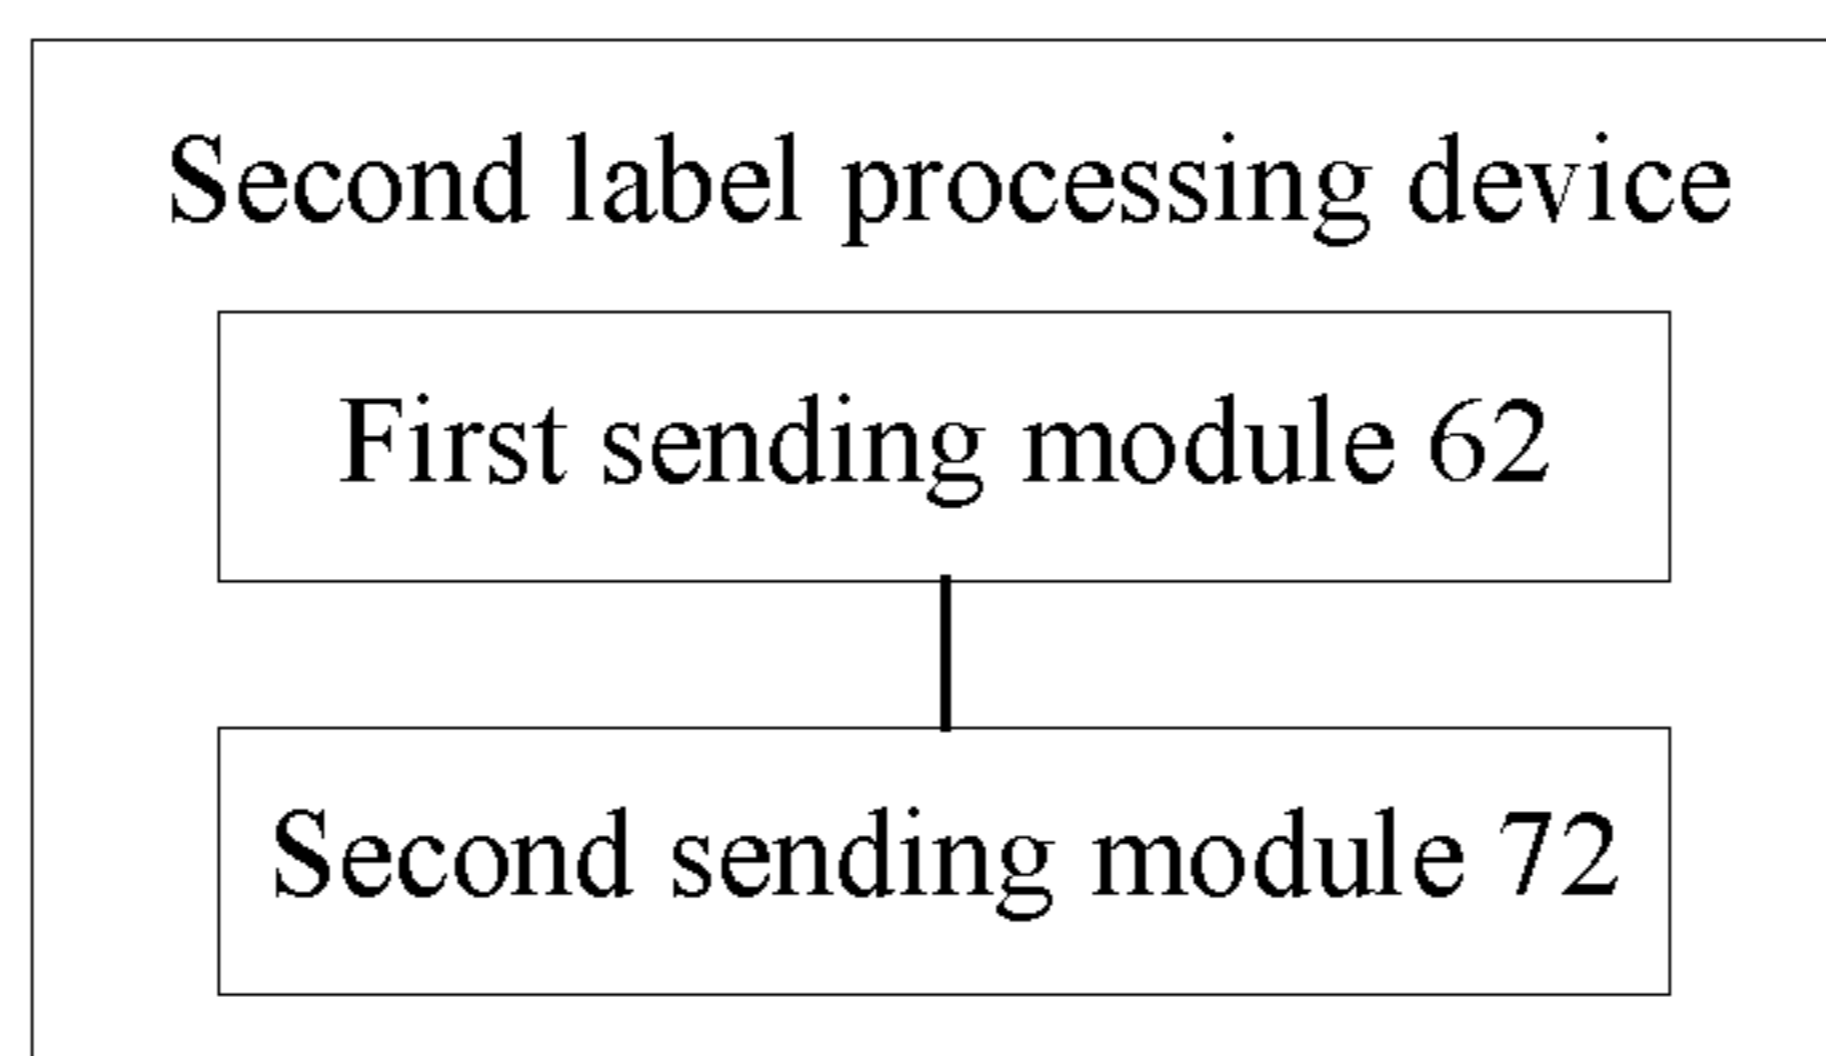 Second label processing device
First sending module 62
Second sending module 72